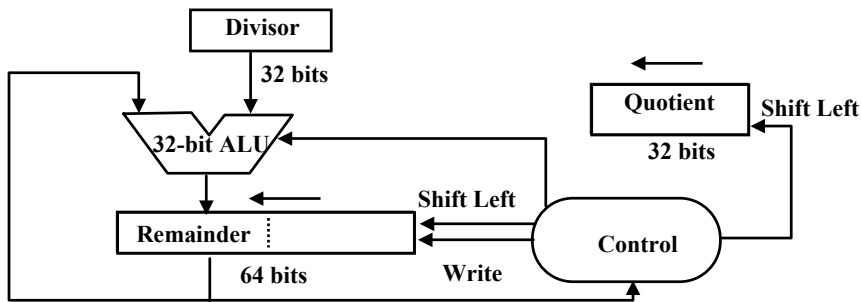 Divisor
32 bits
Quotient
Shift Left
32-bit ALU
32 bits
Shift Left
Remainder
Control
64 bits
Write